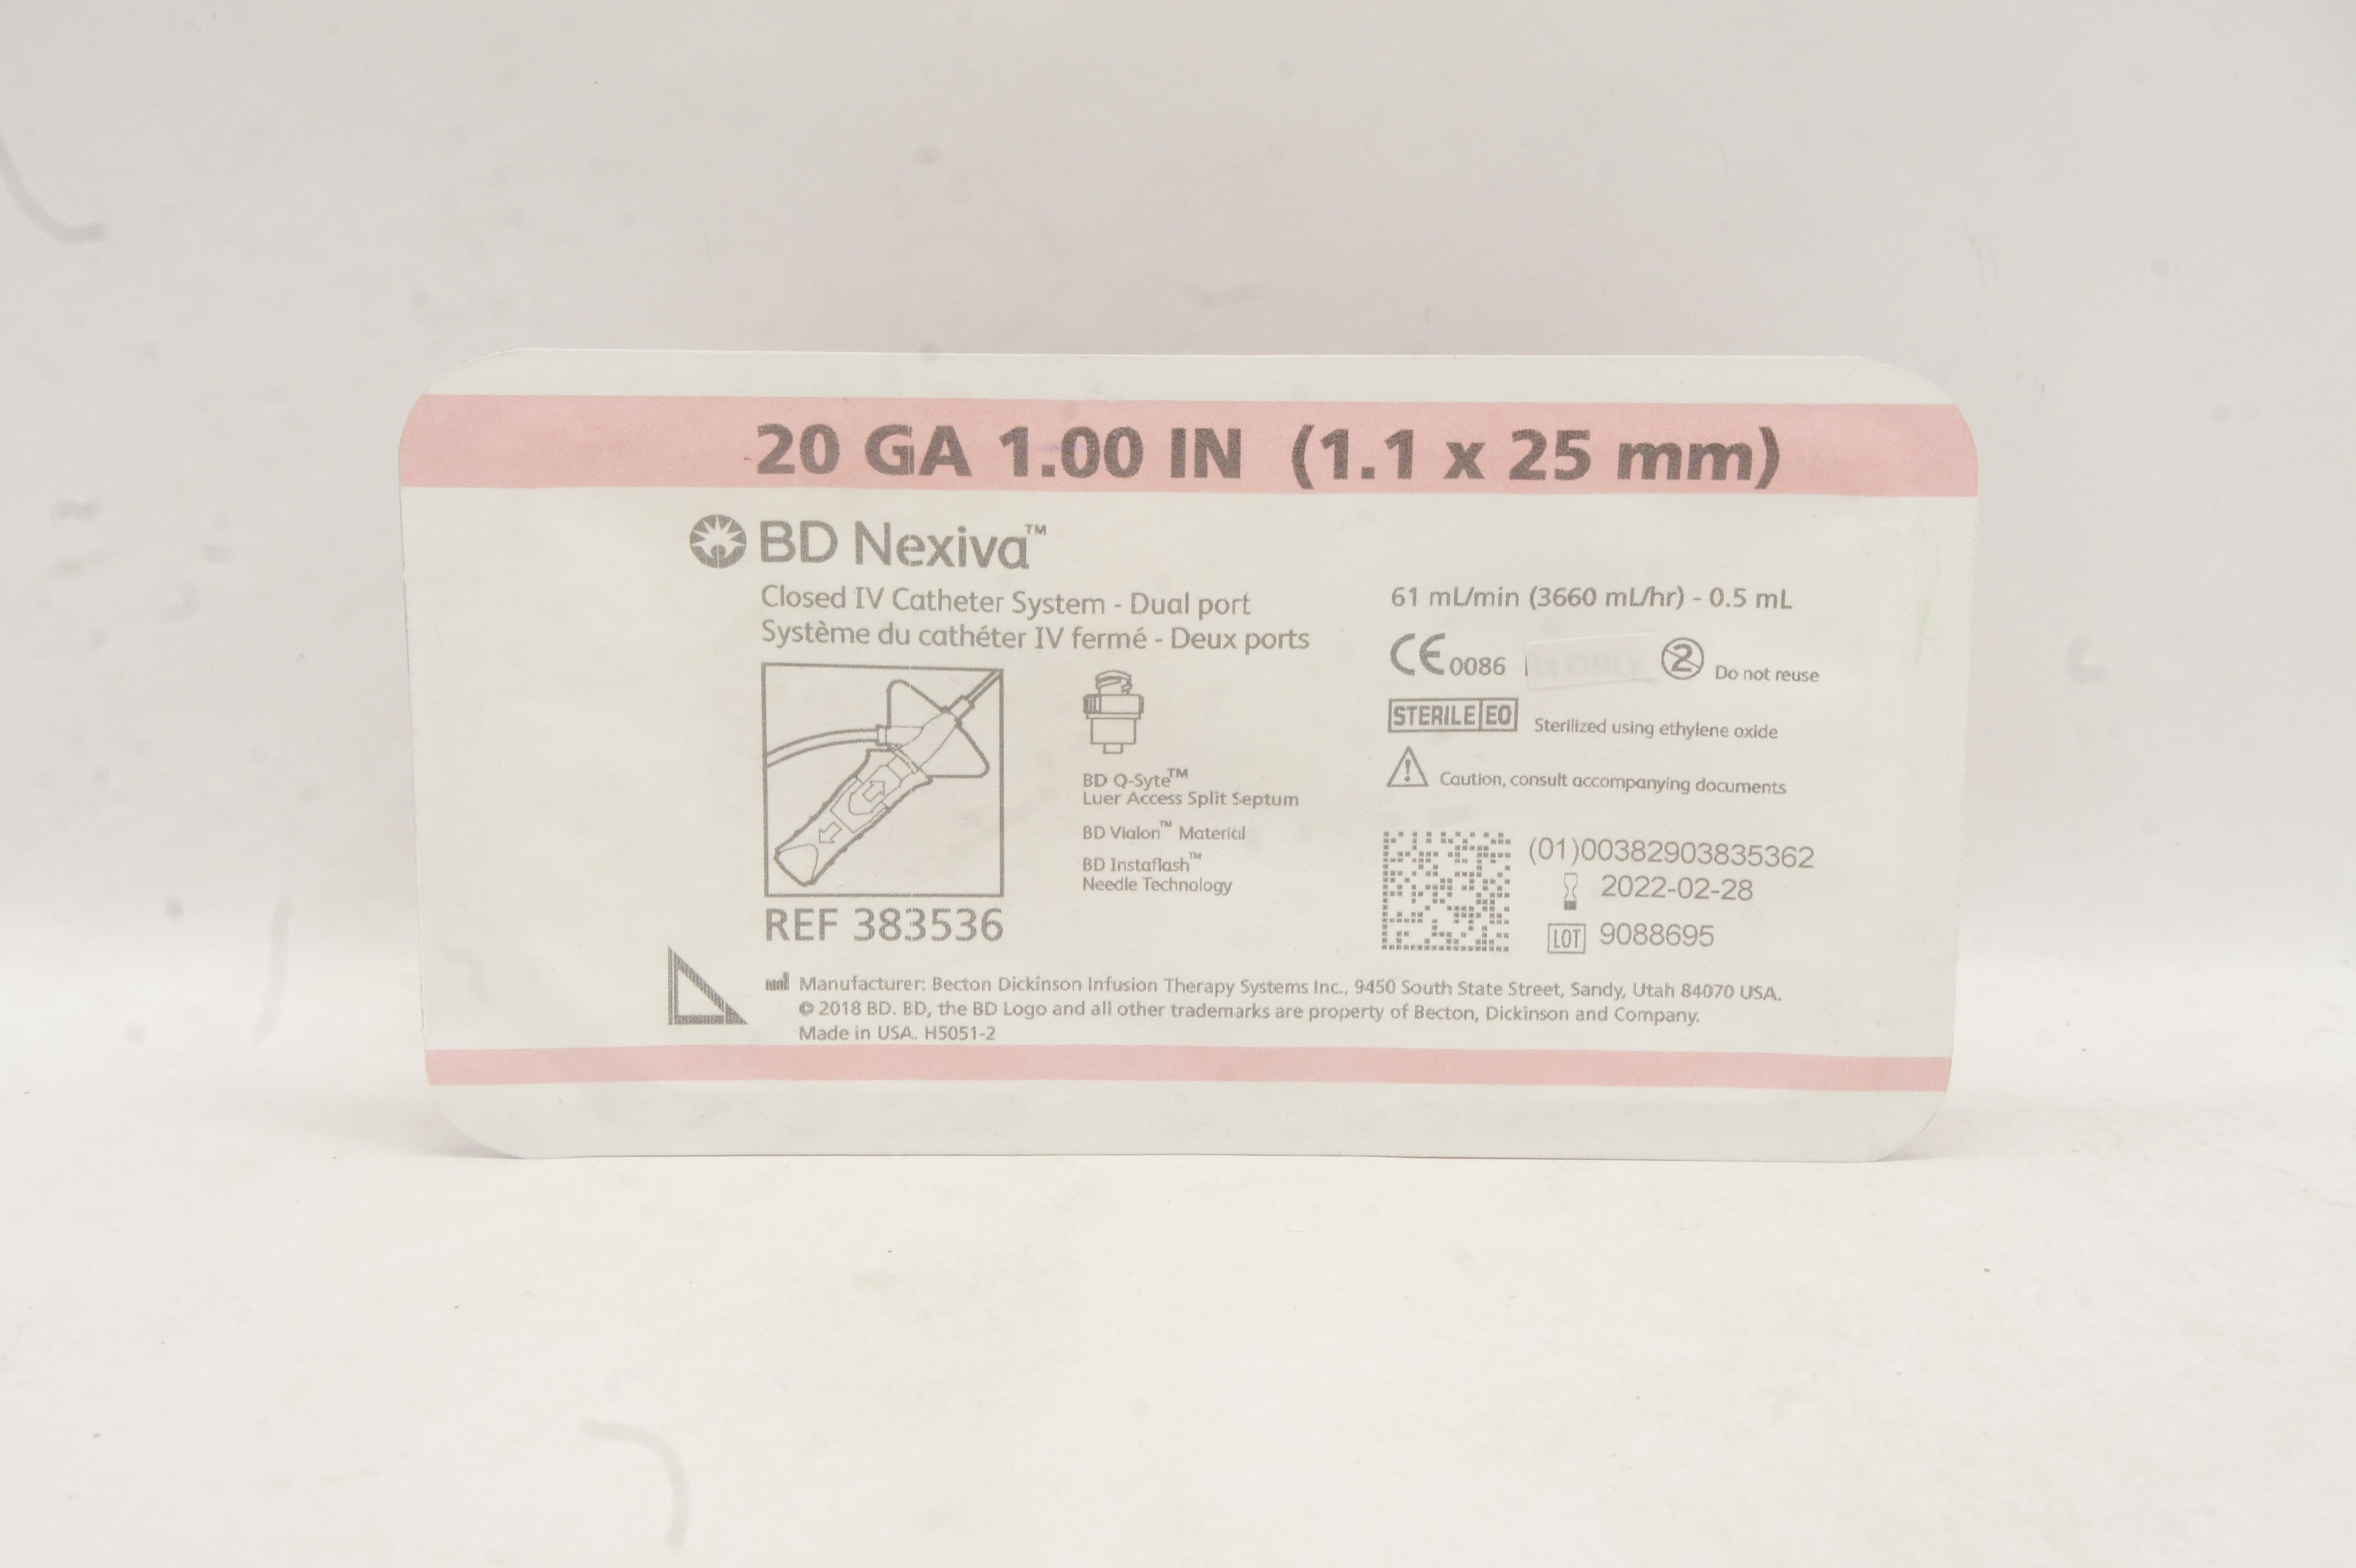 20 GA 1.00 IN (1.1 x 25 mm)
BD Nexiva™
Closed IV Catheter System - Dual port
Système du cathéter IV fermé - Deux ports
BD Q-Syte™
Luer Access Split Septum
BD Vialon™ Material
BD Instaflash™
Needle Technology
REF 383536
61 mL/min (3660 mL/hr) - 0.5 mL
CE 0086
ONLY
2 Do not reuse
STERILE EO Sterilized using ethylene oxide
Caution, consult accompanying documents
(01)00382903835362
2022-02-28
LOT 9088695
Manufacturer: Becton Dickinson Infusion Therapy Systems Inc., 9450 South State Street, Sandy, Utah 84070 USA.
© 2018 BD. BD, the BD Logo and all other trademarks are property of Becton, Dickinson and Company.
Made in USA. H5051-2